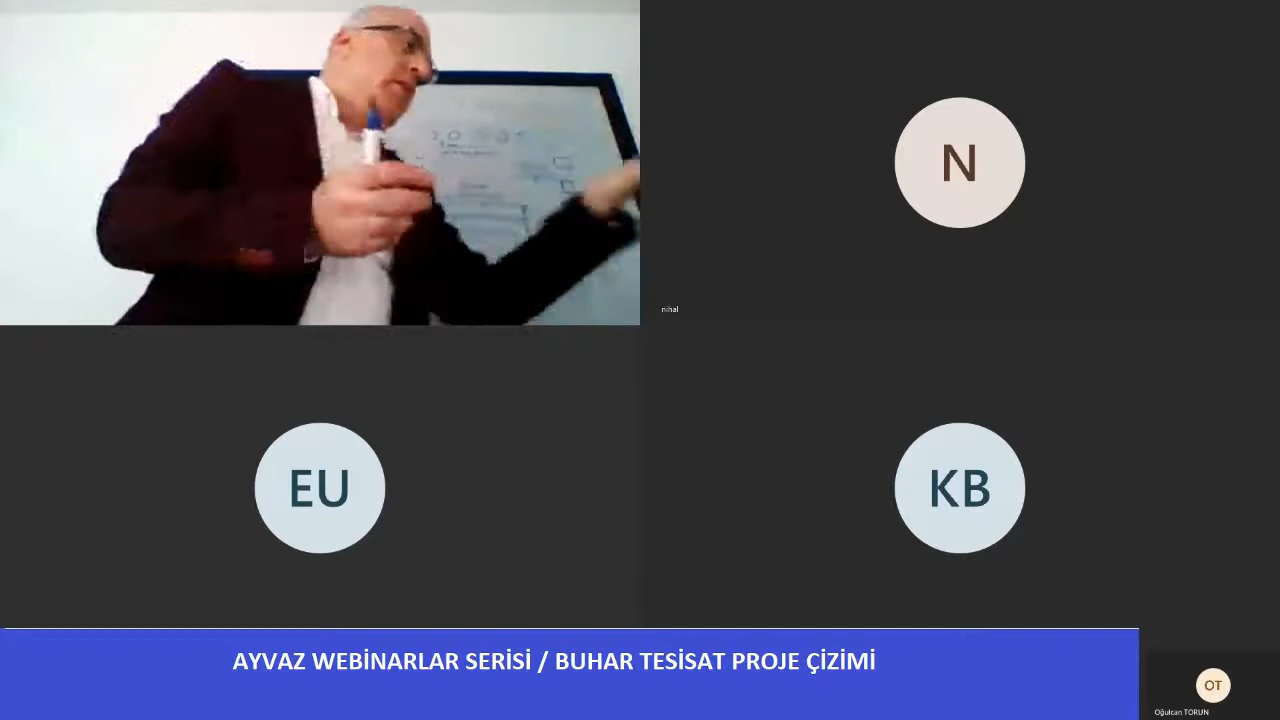 N
nihal
EU
KB
AYVAZ WEBİNARLAR SERİSİ / BUHAR TESİSAT PROJE ÇİZİMİ
OT
Oğulcan TORUN